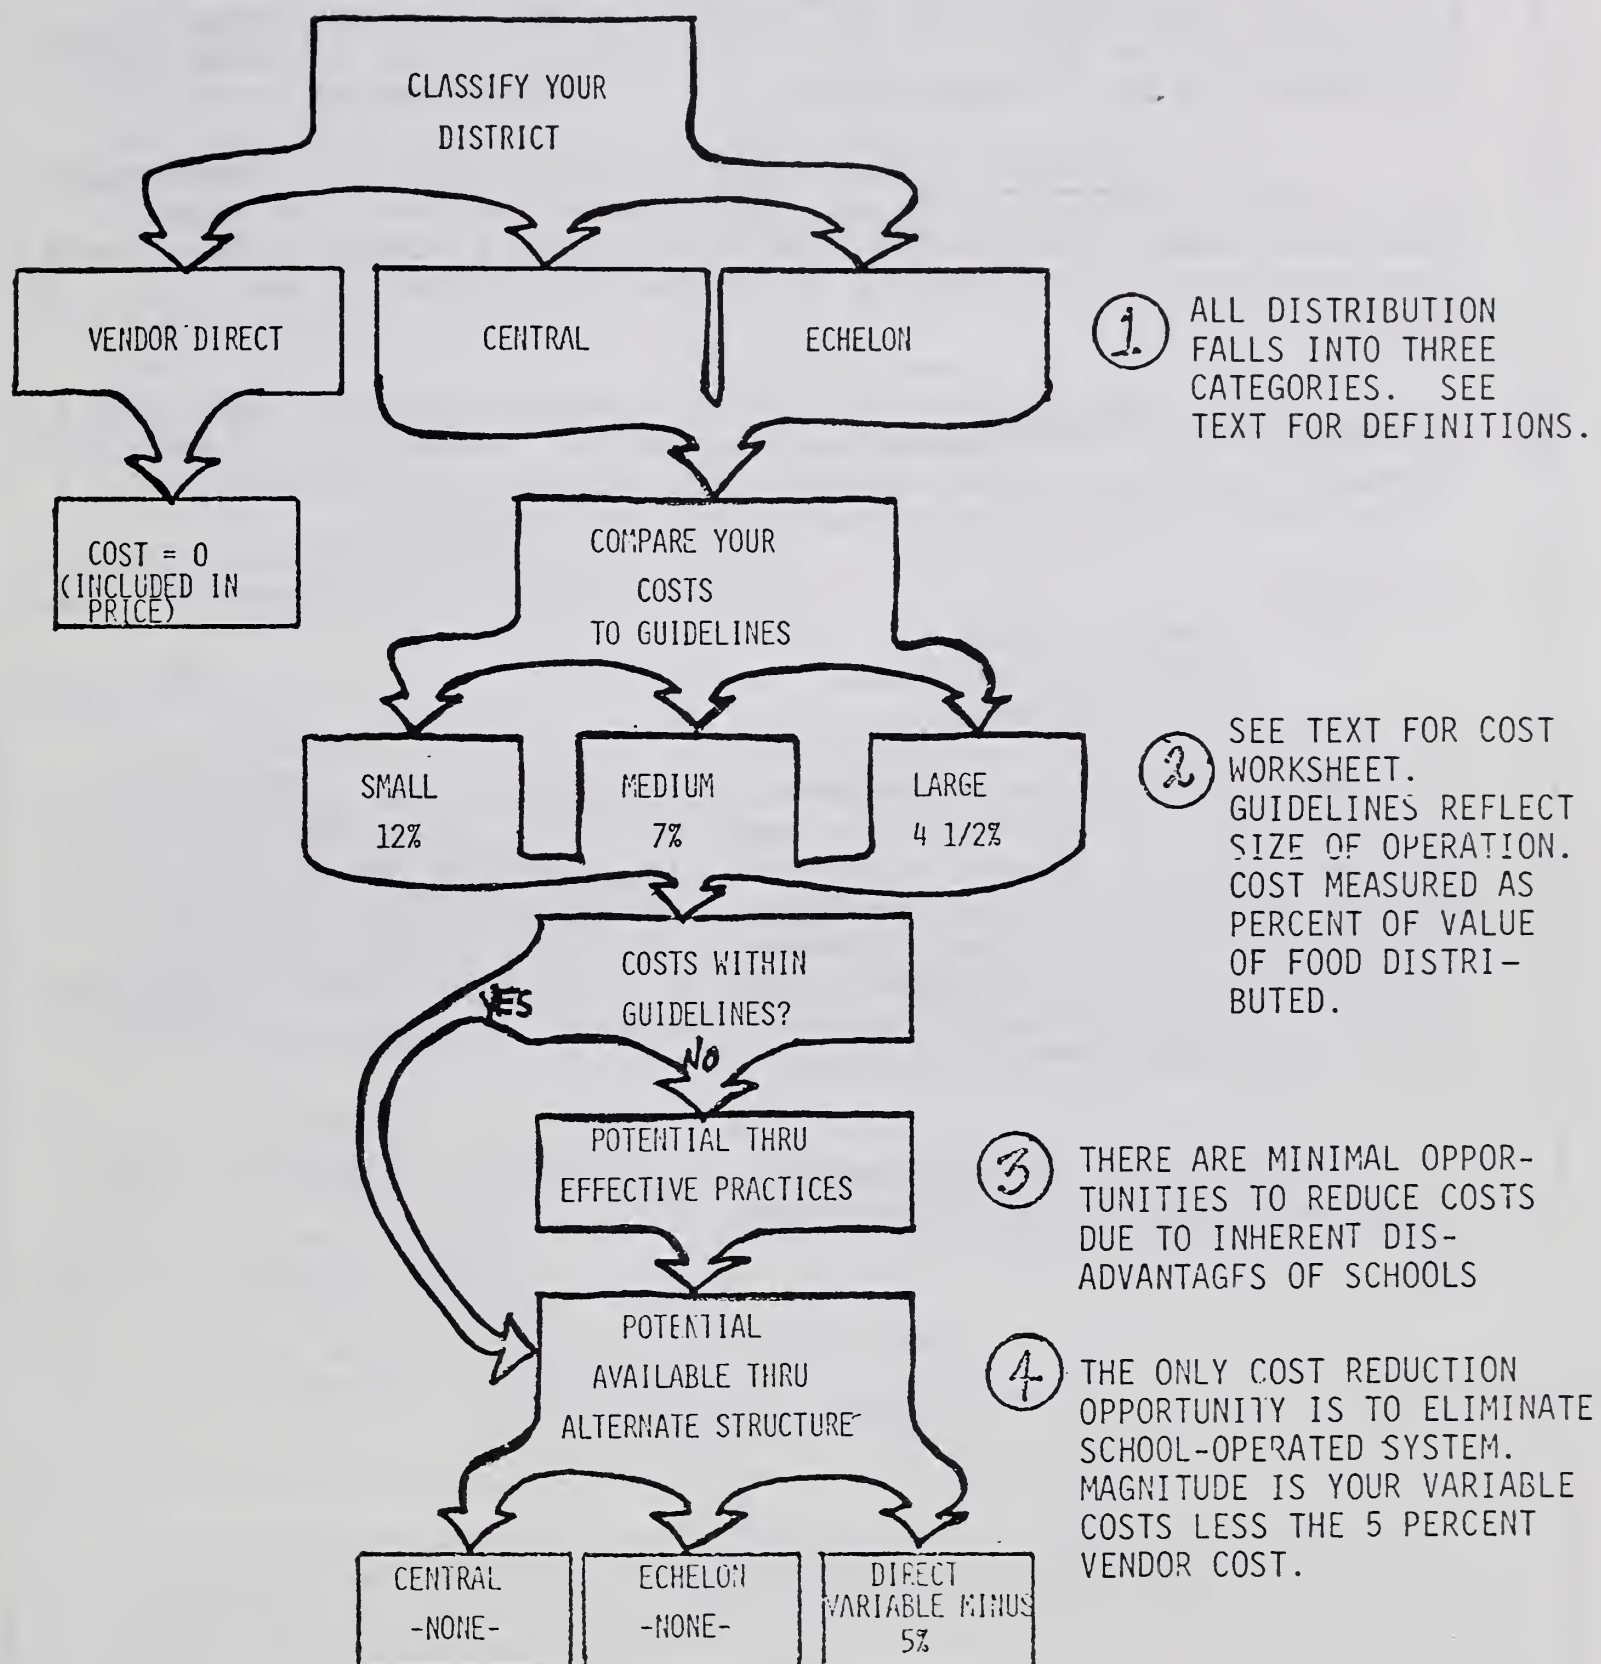 CLASSIFY YOUR
DISTRICT
VENDOR DIRECT
CENTRAL
ECHELON
1
ALL DISTRIBUTION
FALLS INTO THREE
CATEGORIES. SEE
TEXT FOR DEFINITIONS.
COST = 0
(INCLUDED IN
PRICE)
COMPARE YOUR
COSTS
TO GUIDELINES
SMALL
12%
MEDIUM
7%
LARGE
4 1/2%
2
SEE TEXT FOR COST
WORKSHEET.
GUIDELINES REFLECT
SIZE OF OPERATION.
COST MEASURED AS
PERCENT OF VALUE
OF FOOD DISTRI-
BUTED.
COSTS WITHIN
GUIDELINES?
YES
NO
POTENTIAL THRU
EFFECTIVE PRACTICES
3
THERE ARE MINIMAL OPPOR-
TUNITIES TO REDUCE COSTS
DUE TO INHERENT DIS-
ADVANTAGFS OF SCHOOLS
POTENTIAL
AVAILABLE THRU
ALTERNATE STRUCTURE
4
THE ONLY COST REDUCTION
OPPORTUNITY IS TO ELIMINATE
SCHOOL-OPERATED SYSTEM.
MAGNITUDE IS YOUR VARIABLE
COSTS LESS THE 5 PERCENT
VENDOR COST.
CENTRAL
-NONE-
ECHELON
-NONE-
DIRECT
VARIABLE MINUS
5%